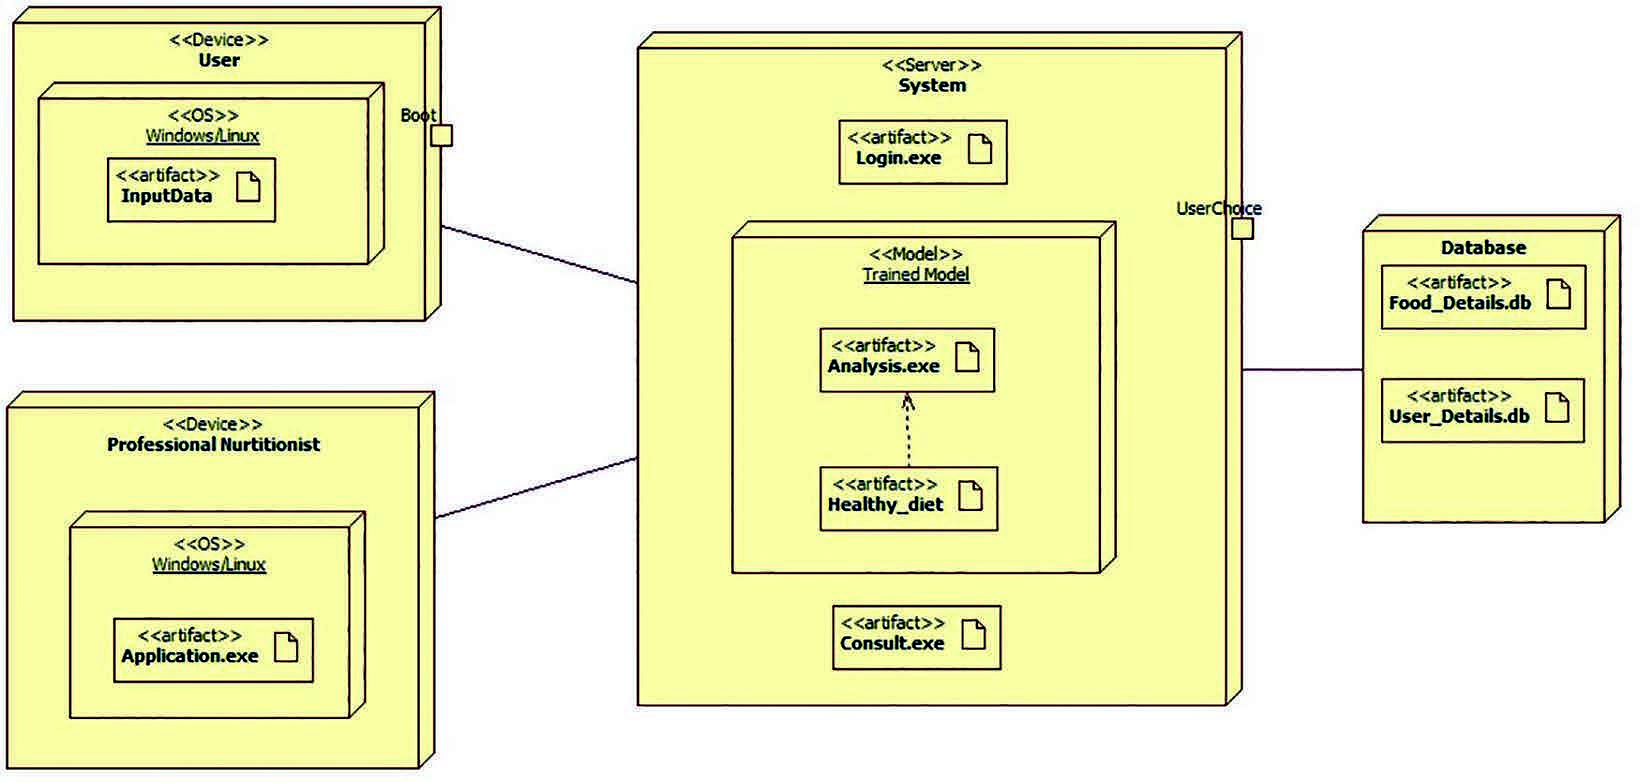 <<Device>>
User
<<OS>>
Windows/Linux
<<artifact>>
InputData
Boot
<<Device>>
Professional Nurtitionist
<<OS>>
Windows/Linux
<<artifact>>
Application.exe
<<Server>>
System
<<artifact>>
Login.exe
<<Model>>
Trained Model
<<artifact>>
Analysis.exe
<<artifact>>
Healthy_diet
<<artifact>>
Consult.exe
UserChoice
Database
<<artifact>>
Food_Details.db
<<artifact>>
User_Details.db